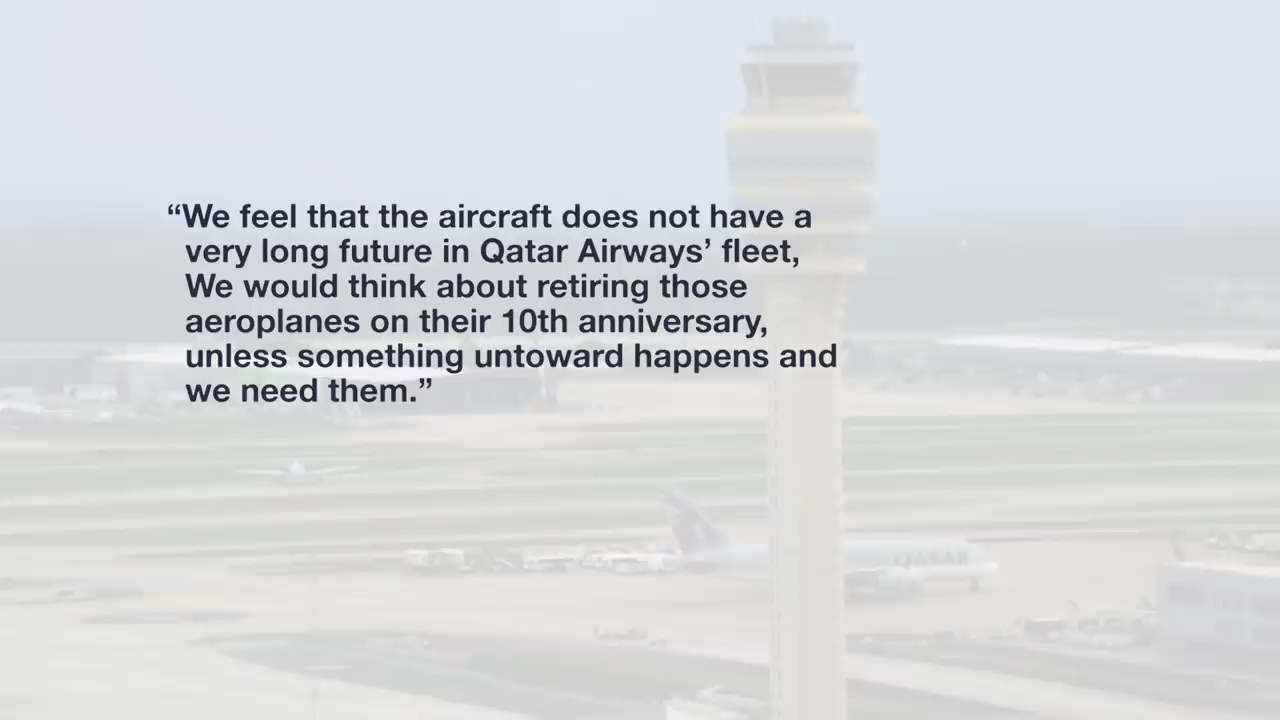 “We feel that the aircraft does not have a
very long future in Qatar Airways’ fleet,
We would think about retiring those
aeroplanes on their 10th anniversary,
unless something untoward happens and
we need them.”
QATAR